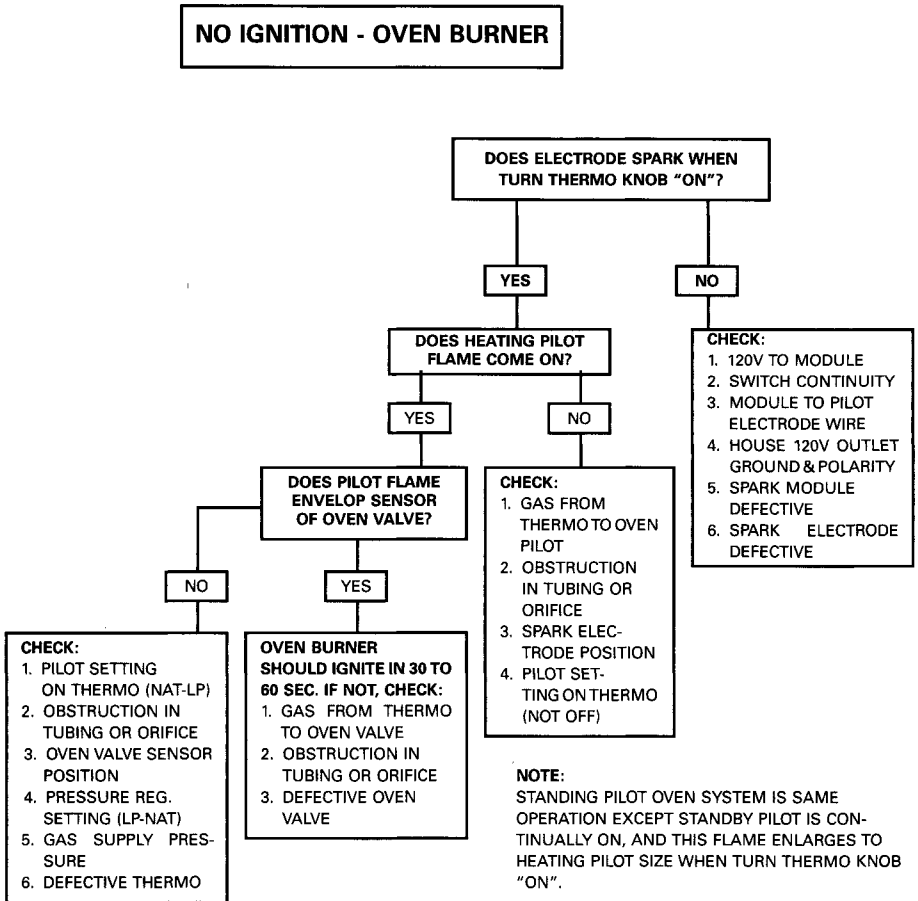 NO IGNITION - OVEN BURNER
DOES ELECTRODE SPARK WHEN
TURN THERMO KNOB "ON"?
YES
NO
DOES HEATING PILOT
FLAME COME ON?
YES
NO
CHECK:
1. 120V TO MODULE
2. SWITCH CONTINUITY
3. MODULE TO PILOT
ELECTRODE WIRE
4. HOUSE 120V OUTLET
GROUND & POLARITY
5. SPARK MODULE
DEFECTIVE
6. SPARK ELECTRODE
DEFECTIVE
DOES PILOT FLAME
ENVELOP SENSOR
OF OVEN VALVE?
NO
YES
CHECK:
1. GAS FROM
THERMO TO OVEN
PILOT
2. OBSTRUCTION
IN TUBING OR
ORIFICE
3. SPARK ELEC-
TRODE POSITION
4. PILOT SET-
TING ON THERMO
(NOT OFF)
CHECK:
1. PILOT SETTING
ON THERMO (NAT-LP)
2. OBSTRUCTION IN
TUBING OR ORIFICE
3. OVEN VALVE SENSOR
POSITION
4. PRESSURE REG.
SETTING (LP-NAT)
5. GAS SUPPLY PRES-
SURE
6. DEFECTIVE THERMO
OVEN BURNER
SHOULD IGNITE IN 30 TO
60 SEC. IF NOT, CHECK:
1. GAS FROM THERMO
TO OVEN VALVE
2. OBSTRUCTION IN
TUBING OR ORIFICE
3. DEFECTIVE OVEN
VALVE
NOTE:
STANDING PILOT OVEN SYSTEM IS SAME
OPERATION EXCEPT STANDBY PILOT IS CON-
TINUALLY ON, AND THIS FLAME ENLARGES TO
HEATING PILOT SIZE WHEN TURN THERMO KNOB
"ON".